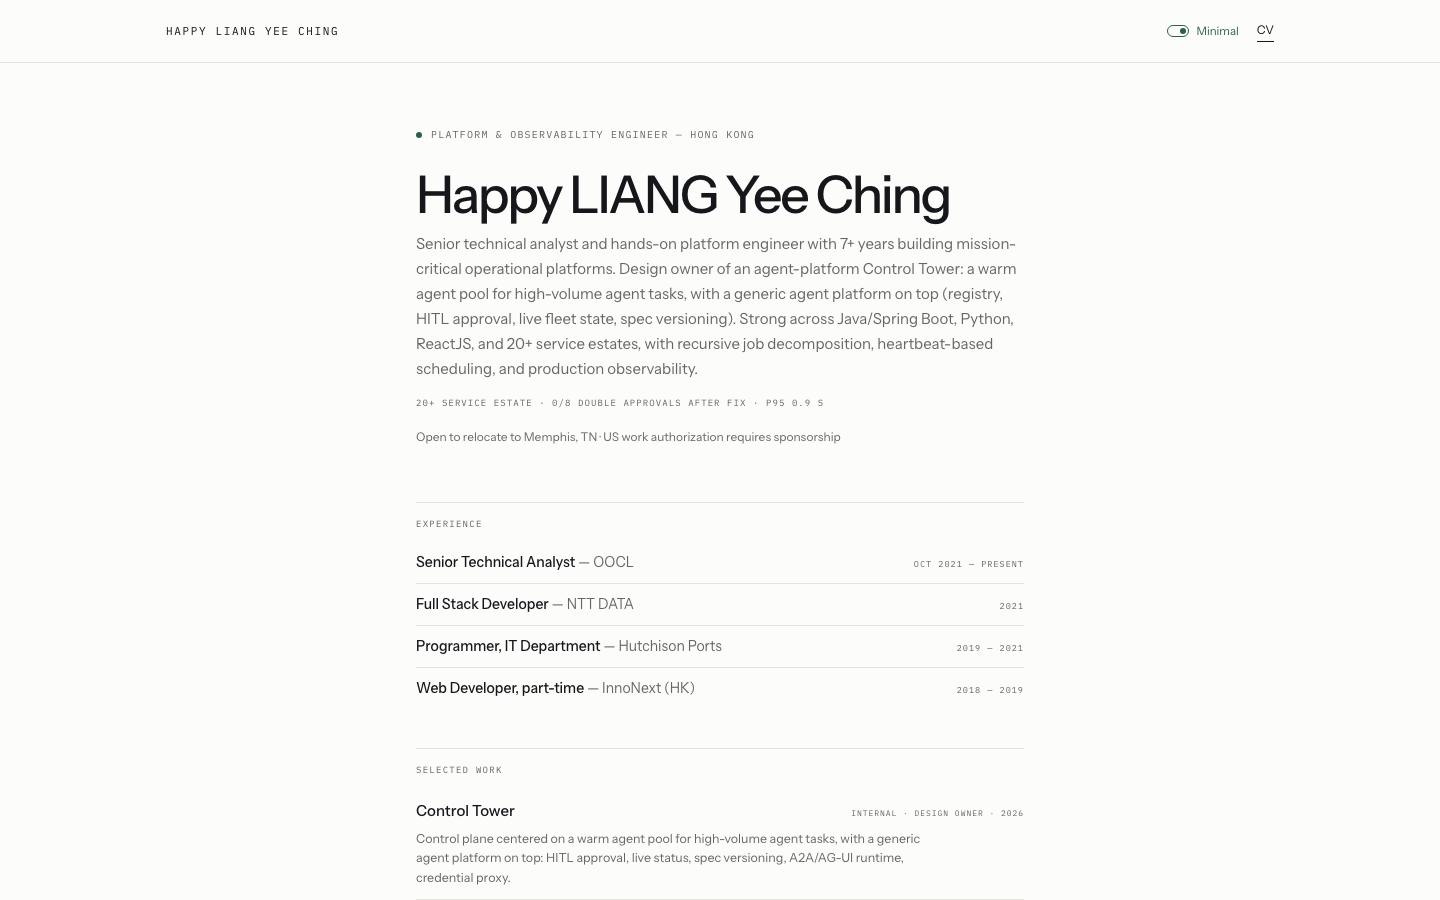 HAPPY LIANG YEE CHING
Minimal
CV
PLATFORM & OBSERVABILITY ENGINEER — HONG KONG
Happy LIANG Yee Ching
Senior technical analyst and hands-on platform engineer with 7+ years building mission-
critical operational platforms. Design owner of an agent-platform Control Tower: a warm
agent pool for high-volume agent tasks, with a generic agent platform on top (registry,
HITL approval, live fleet state, spec versioning). Strong across Java/Spring Boot, Python,
ReactJS, and 20+ service estates, with recursive job decomposition, heartbeat-based
scheduling, and production observability.
20+ SERVICE ESTATE · 0/8 DOUBLE APPROVALS AFTER FIX · P95 0.9 S
Open to relocate to Memphis, TN · US work authorization requires sponsorship
EXPERIENCE
Senior Technical Analyst — OOCL
OCT 2021 — PRESENT
Full Stack Developer — NTT DATA
2021
Programmer, IT Department — Hutchison Ports
2019 — 2021
Web Developer, part-time — InnoNext (HK)
2018 — 2019
SELECTED WORK
Control Tower
INTERNAL · DESIGN OWNER · 2026
Control plane centered on a warm agent pool for high-volume agent tasks, with a generic
agent platform on top: HITL approval, live status, spec versioning, A2A/AG-UI runtime,
credential proxy.